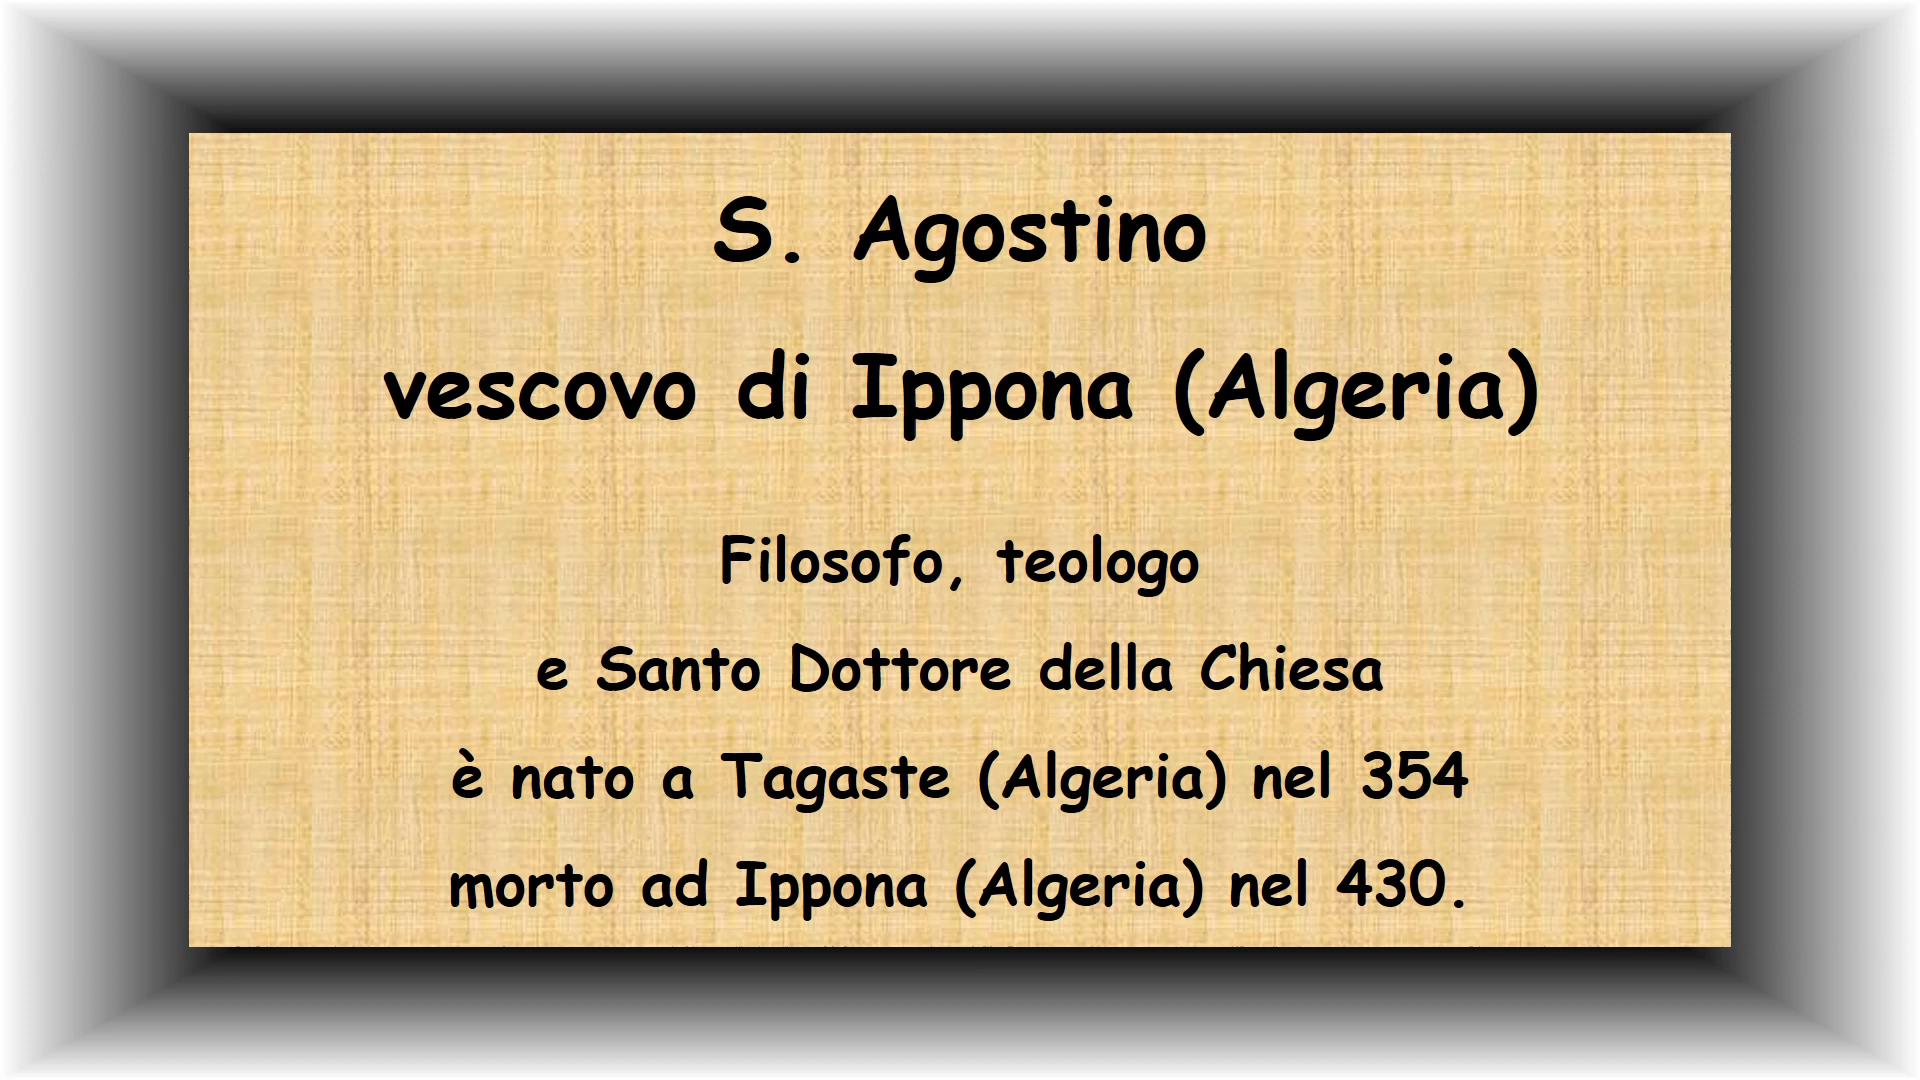 S. Agostino
vescovo di Ippona (Algeria)
Filosofo, teologo
e Santo Dottore della Chiesa
è nato a Tagaste (Algeria) nel 354
morto ad Ippona (Algeria) nel 430.